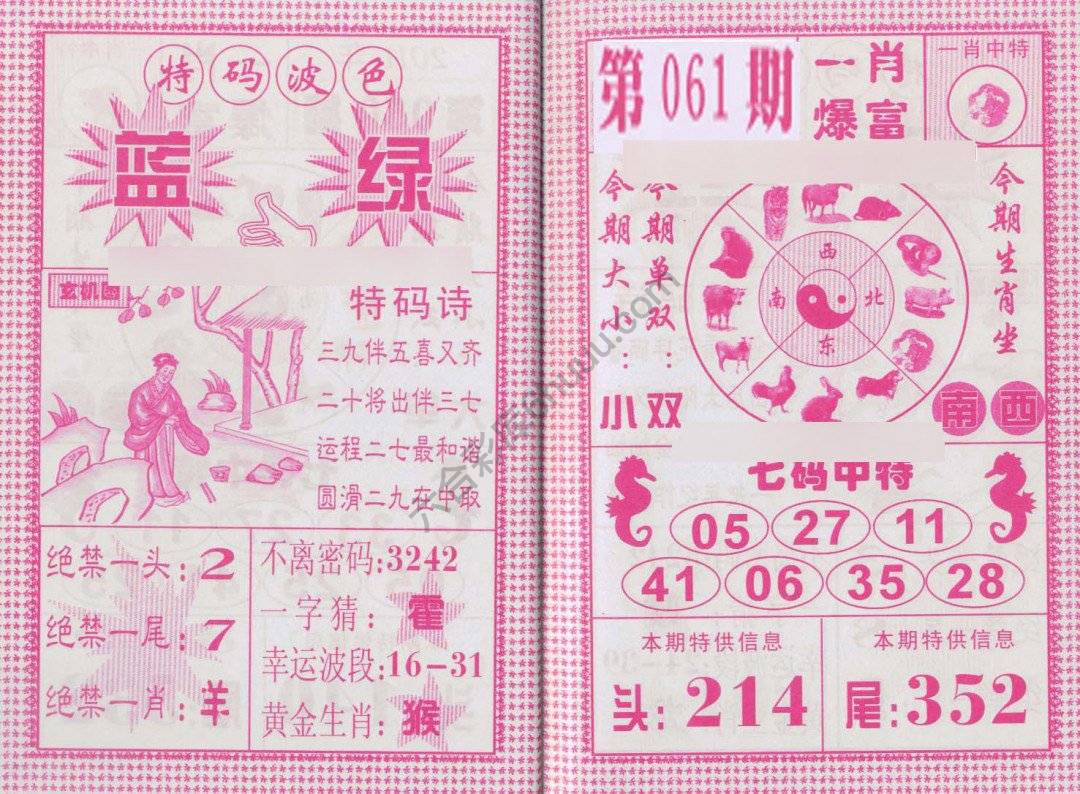 特码波色
蓝 绿
玄机图
特码诗
三九伴五喜又齐
二十将出伴三七
运程二七最和谐
圆滑二九在中取
绝禁一头:2
绝禁一尾:7
绝禁一肖:羊
不离密码:3242
一字猜:霍
幸运波段:16-31
黄金生肖:猴
第061期
一肖
爆富
一肖中特
今期大小:小
今期单双:双
西
南 北
东
今期生肖坐
南 西
七码中特
05 27 11
41 06 35 28
本期特供信息
头:214
本期特供信息
尾:352